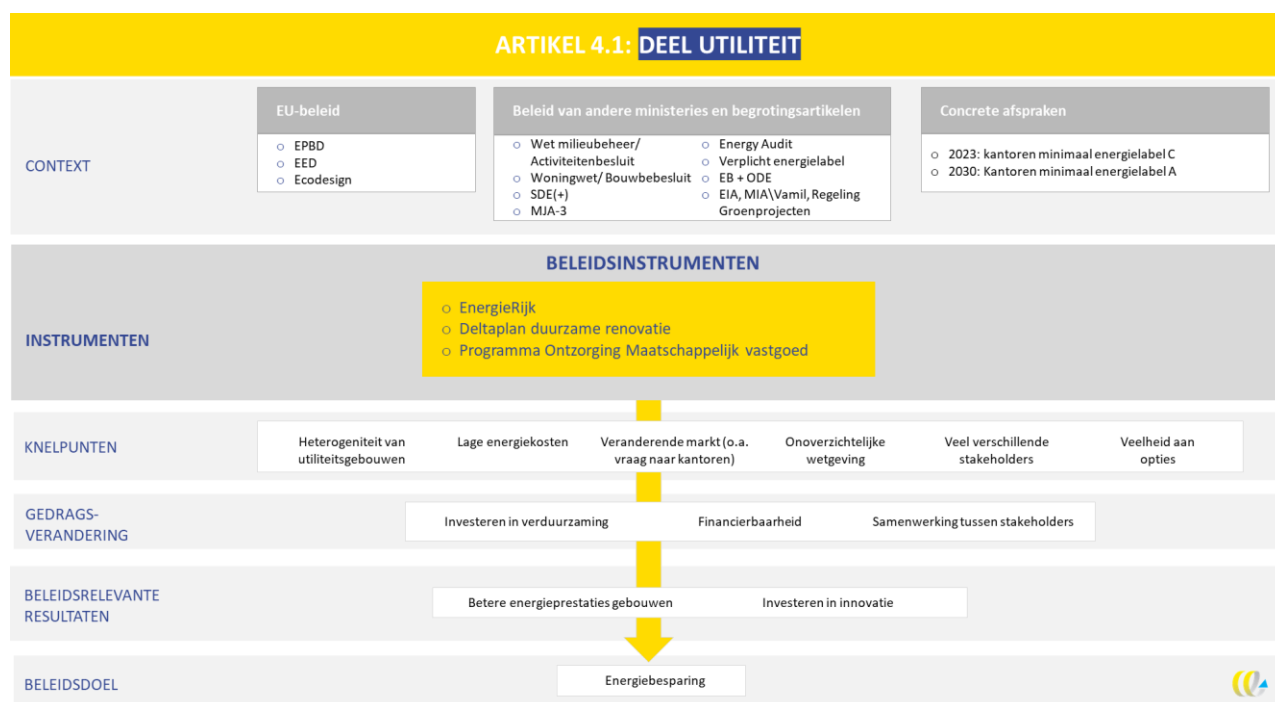 ARTIKEL 4.1: DEEL UTILITEIT
CONTEXT
EU-beleid
o EPBD
o EED
o Ecodesign
Beleid van andere ministeries en begrotingsartikelen
o Wet milieubeheer/
Activiteitenbesluit
o Woningwet/ Bouwbebesluit
o SDE(+)
o MJA-3
o Energy Audit
o Verplicht energielabel
o EB + ODE
o EIA, MIA\Vamil, Regeling
Groenprojecten
Concrete afspraken
o 2023: kantoren minimaal energielabel C
o 2030: Kantoren minimaal energielabel A
BELEIDSINSTRUMENTEN
INSTRUMENTEN
o EnergieRijk
o Deltaplan duurzame renovatie
o Programma Ontzorging Maatschappelijk vastgoed
KNELPUNTEN
Heterogeniteit van
utiliteitsgebouwen
Lage energiekosten
Veranderende markt (o.a.
vraag naar kantoren)
Onoverzichtelijke
wetgeving
Veel verschillende
stakeholders
Veelheid aan
opties
GEDRAGS-
VERANDERING
Investeren in verduurzaming
Financierbaarheid
Samenwerking tussen stakeholders
BELEIDSRELEVANTE
RESULTATEN
Betere energieprestaties gebouwen
Investeren in innovatie
BELEIDSDOEL
Energiebesparing